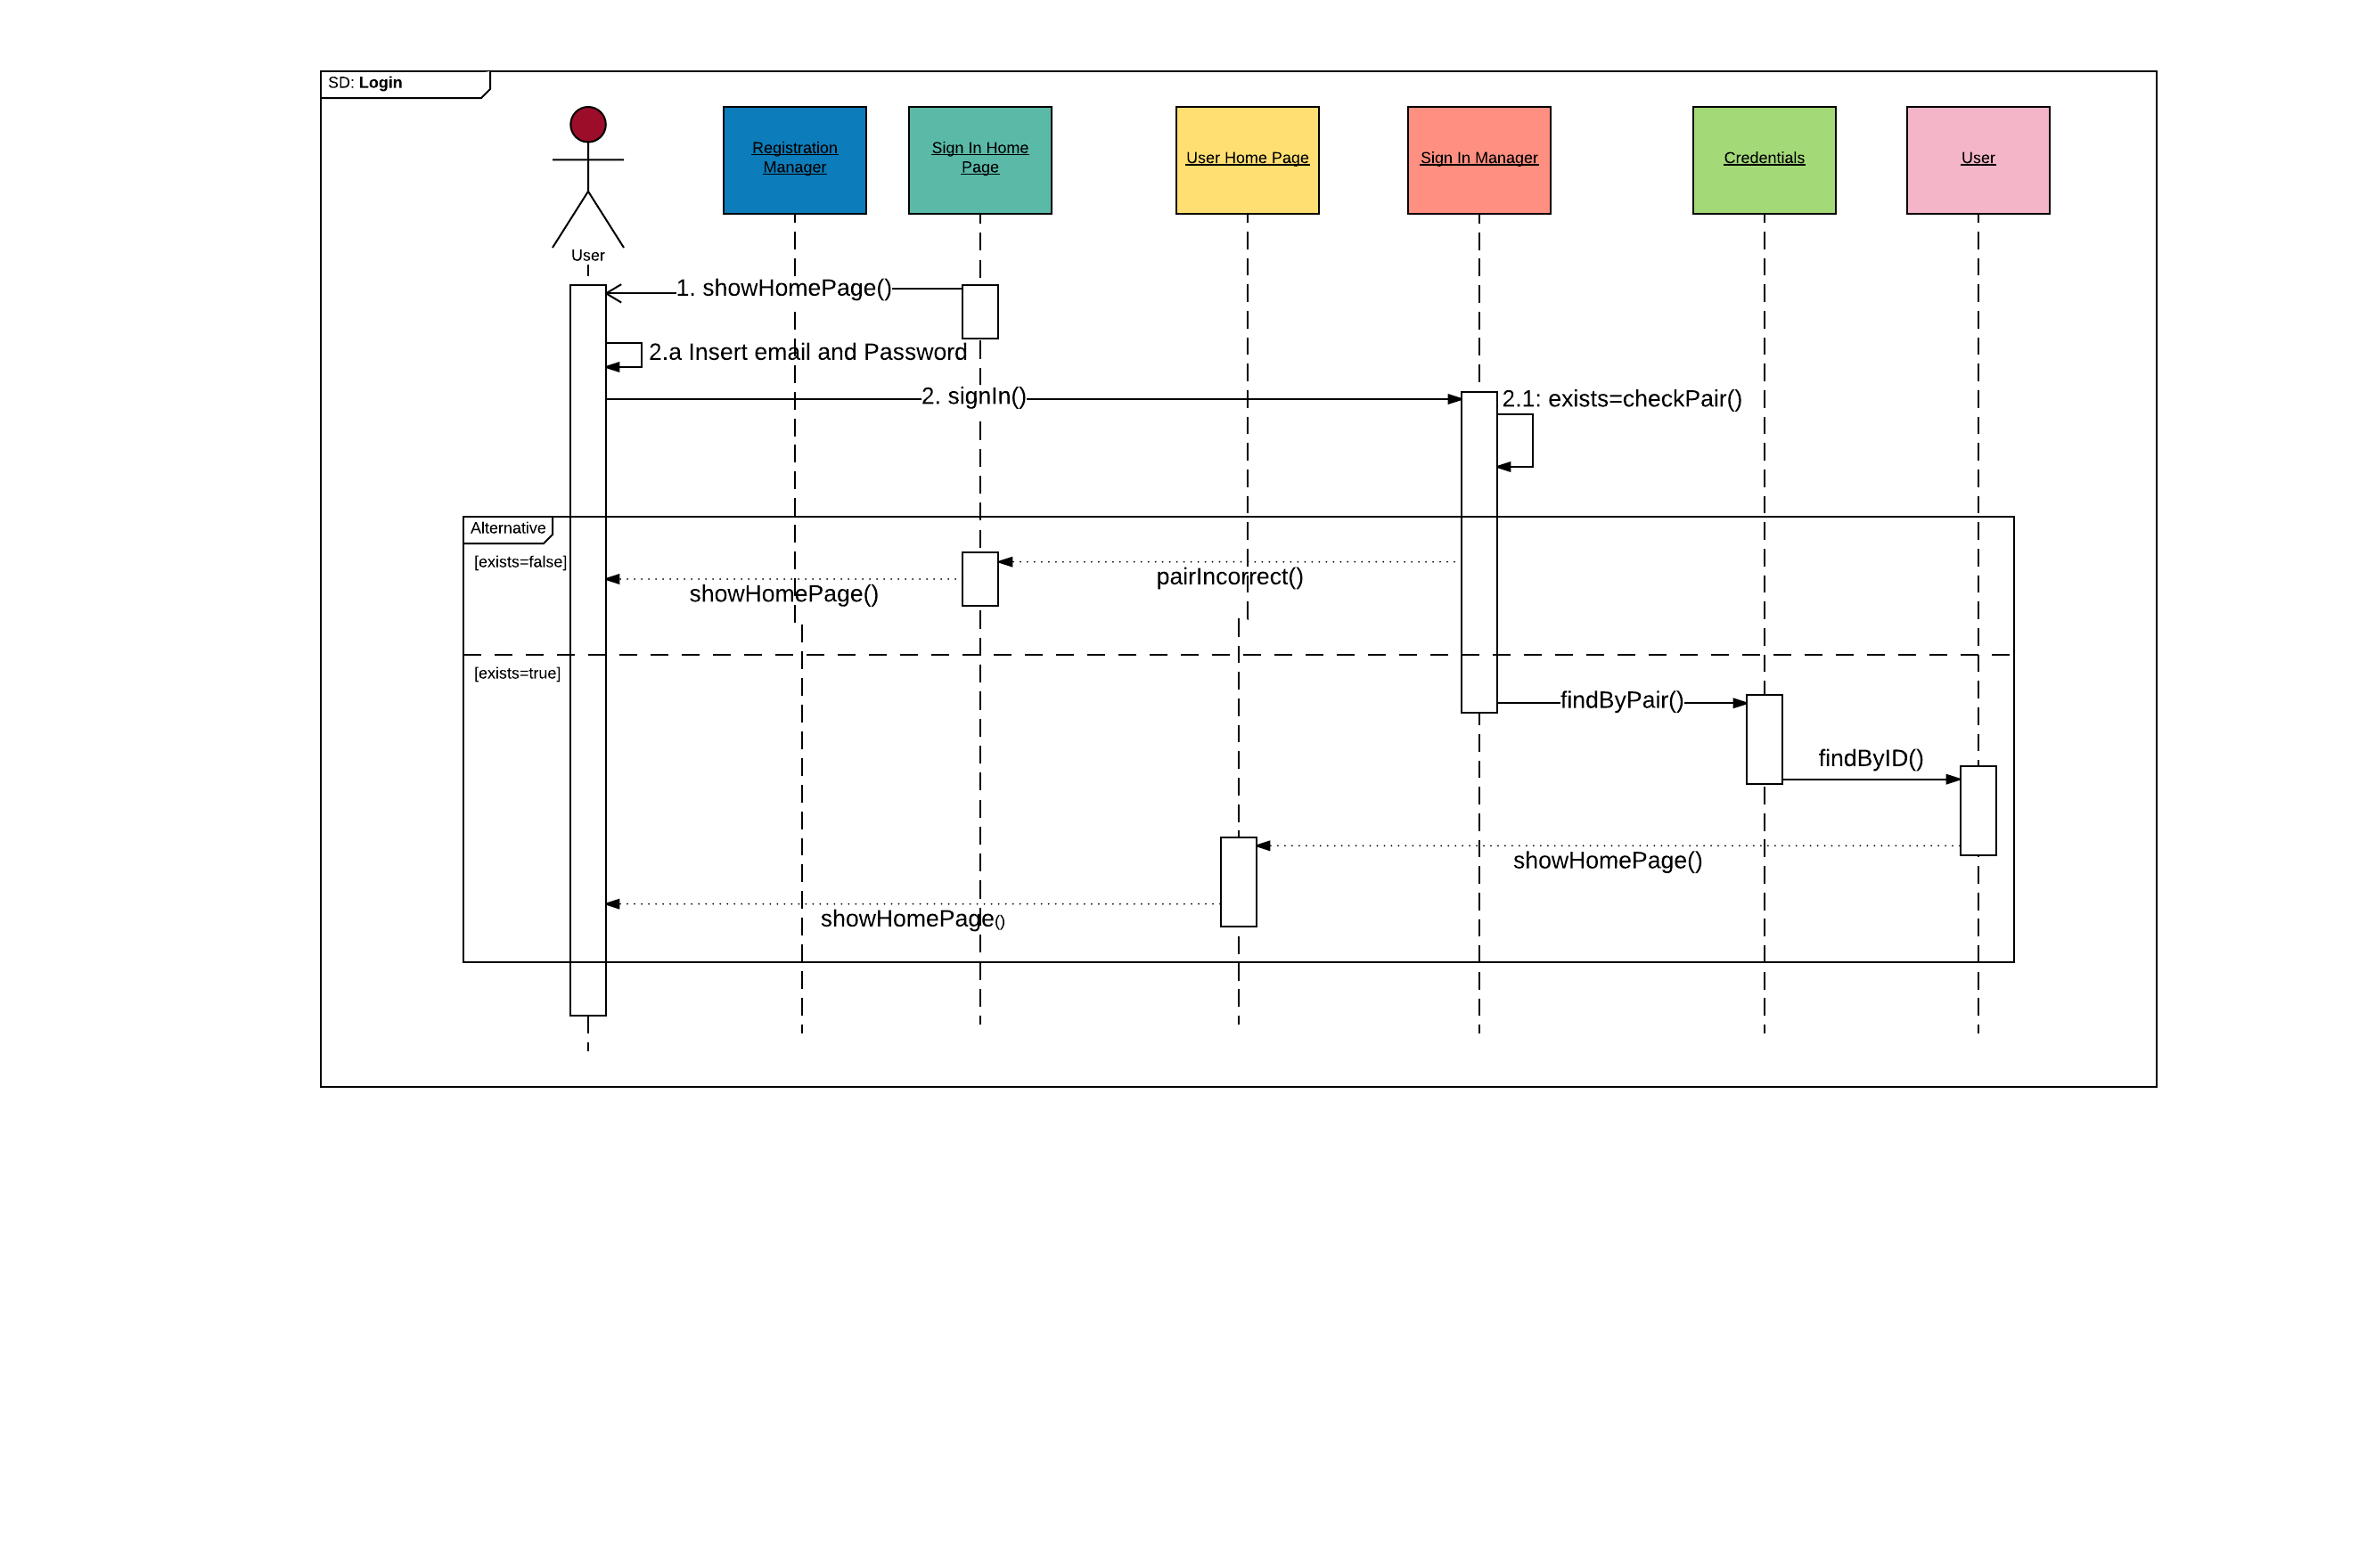 SD: Login
Registration
Manager
Sign In Home
Page
User Home Page
Sign In Manager
Credentials
User
User
1. showHomePage()
2.a Insert email and Password
2. signIn()
2.1: exists=checkPair()
Alternative
[exists=false]
pairIncorrect()
showHomePage()
[exists=true]
findByPair()
findByID()
showHomePage()
showHomePage()